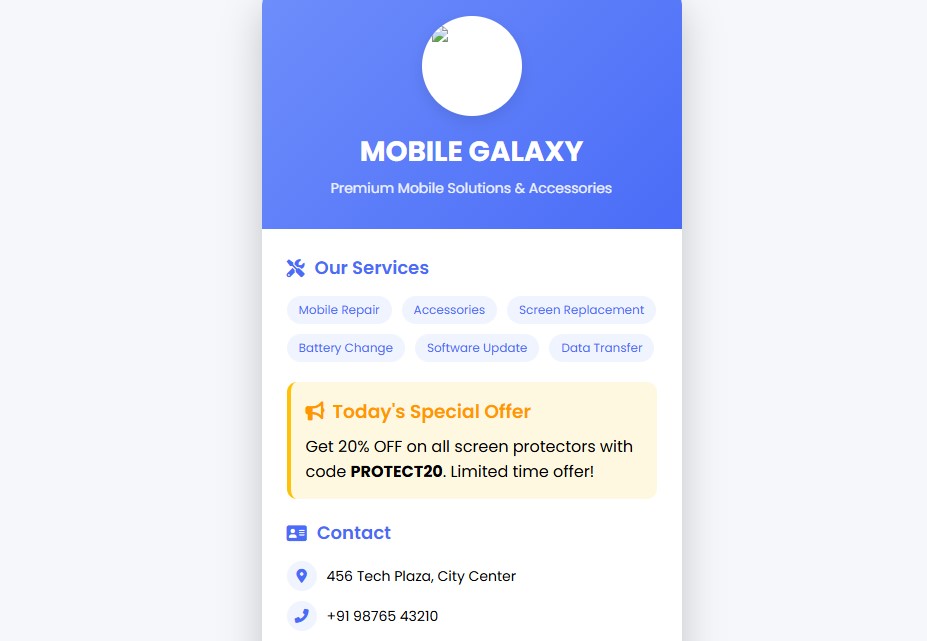 MOBILE GALAXY
Premium Mobile Solutions & Accessories
Our Services
Mobile Repair Accessories Screen Replacement
Battery Change Software Update Data Transfer
Today's Special Offer
Get 20% OFF on all screen protectors with
code PROTECT20. Limited time offer!
Contact
456 Tech Plaza, City Center
+91 98765 43210